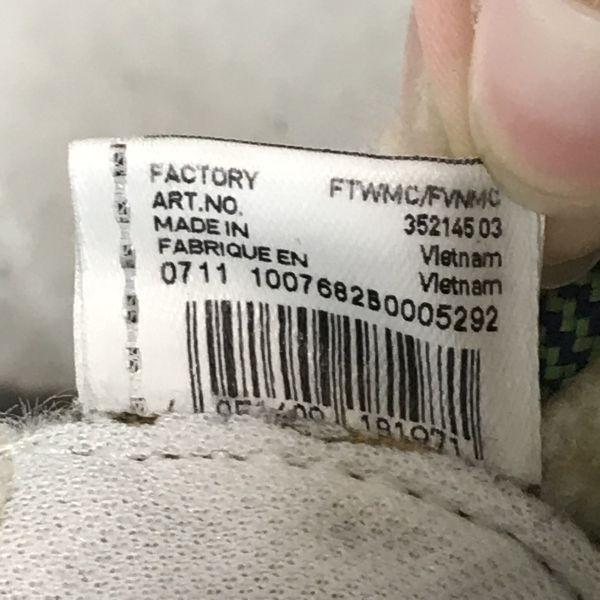 FACTORY FTWMC/FVNMC
ART.NO. 352145 03
MADE IN Vietnam
FABRIQUE EN Vietnam
0711 1007682B0005292